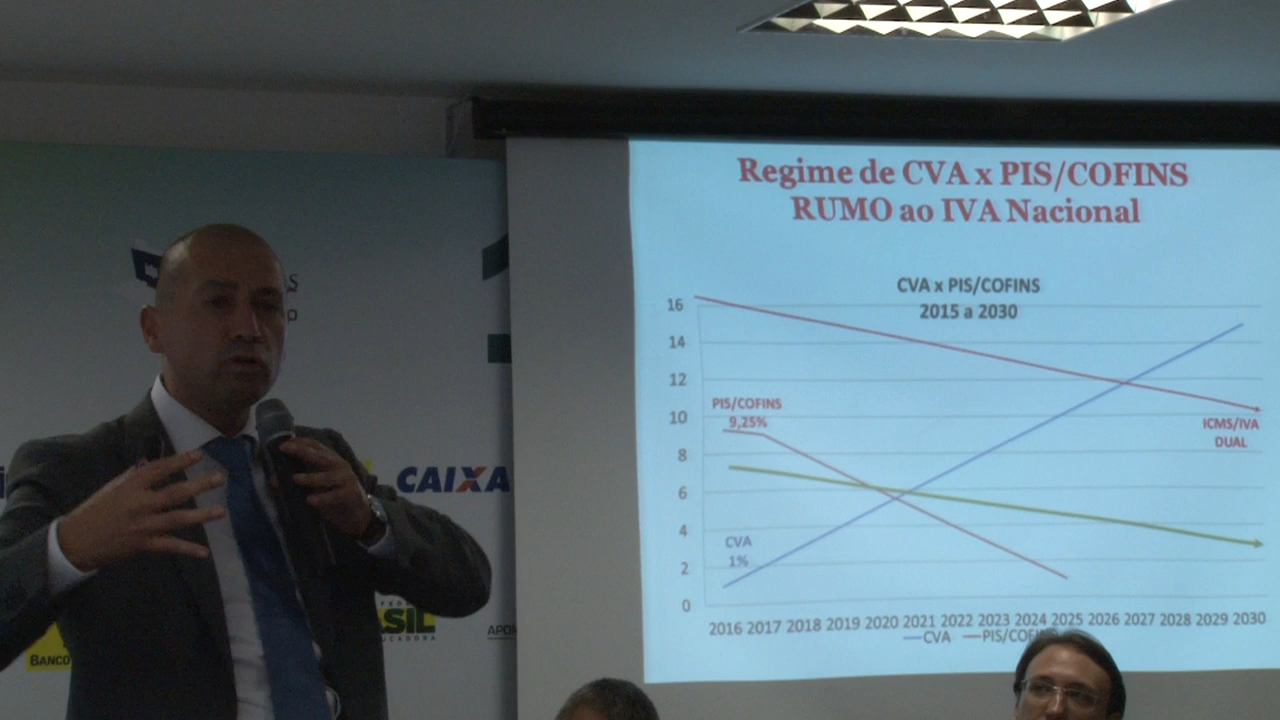 Regime de CVA x PIS/COFINS
RUMO ao IVA Nacional
CVA x PIS/COFINS
2015 a 2030
16
14
12
10
8
6
4
2
0
PIS/COFINS
9,25%
CVA
1%
ICMS/IVA
DUAL
2016 2017 2018 2019 2020 2021 2022 2023 2024 2025 2026 2027 2028 2029 2030
CVA
CAIXA
BANCO